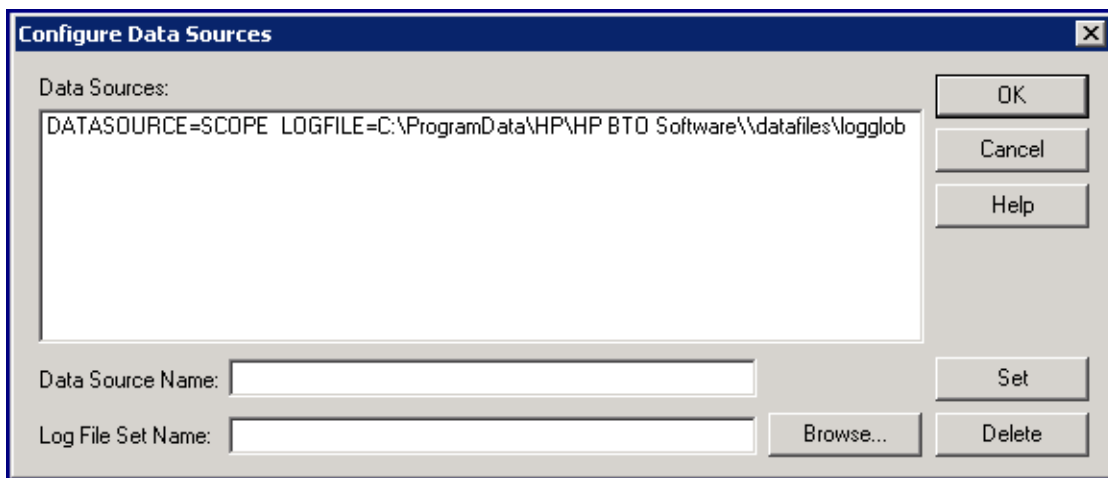 Configure Data Sources
Data Sources:
DATASOURCE=SCOPE  LOGFILE=C:\ProgramData\HP\HP BTO Software\\datafiles\logglob
OK
Cancel
Help
Data Source Name:
Set
Log File Set Name:
Browse...
Delete